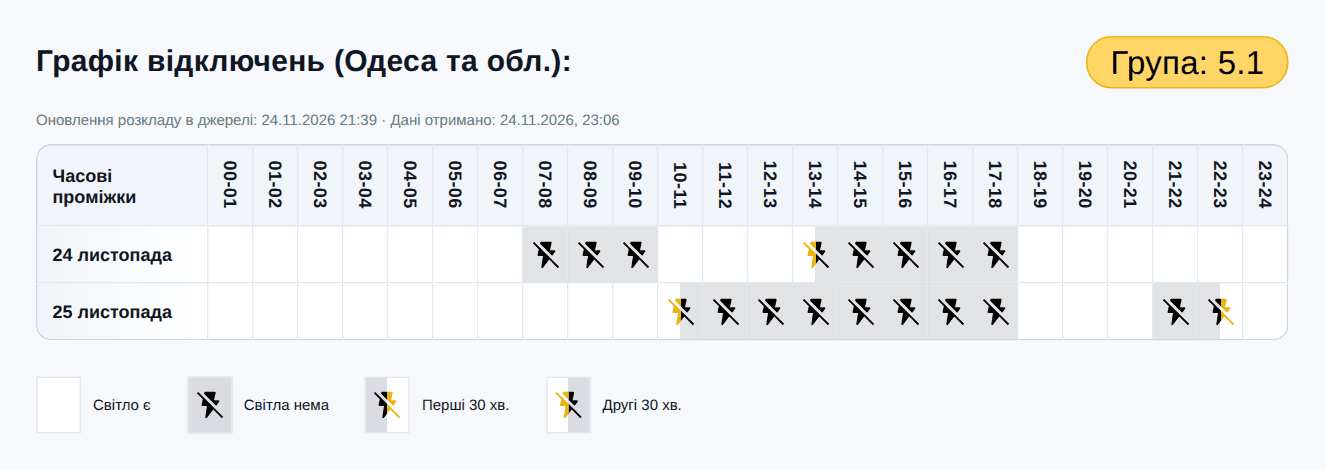 Графік відключень (Одеса та обл.):
Група: 5.1
Оновлення розкладу в джерелі: 24.11.2026 21:39 · Дані отримано: 24.11.2026, 23:06
Часові
проміжки
00-01
01-02
02-03
03-04
04-05
05-06
06-07
07-08
08-09
09-10
10-11
11-12
12-13
13-14
14-15
15-16
16-17
17-18
18-19
19-20
20-21
21-22
22-23
23-24
24 листопада
25 листопада
Світло є
Світла нема
Перші 30 хв.
Другі 30 хв.